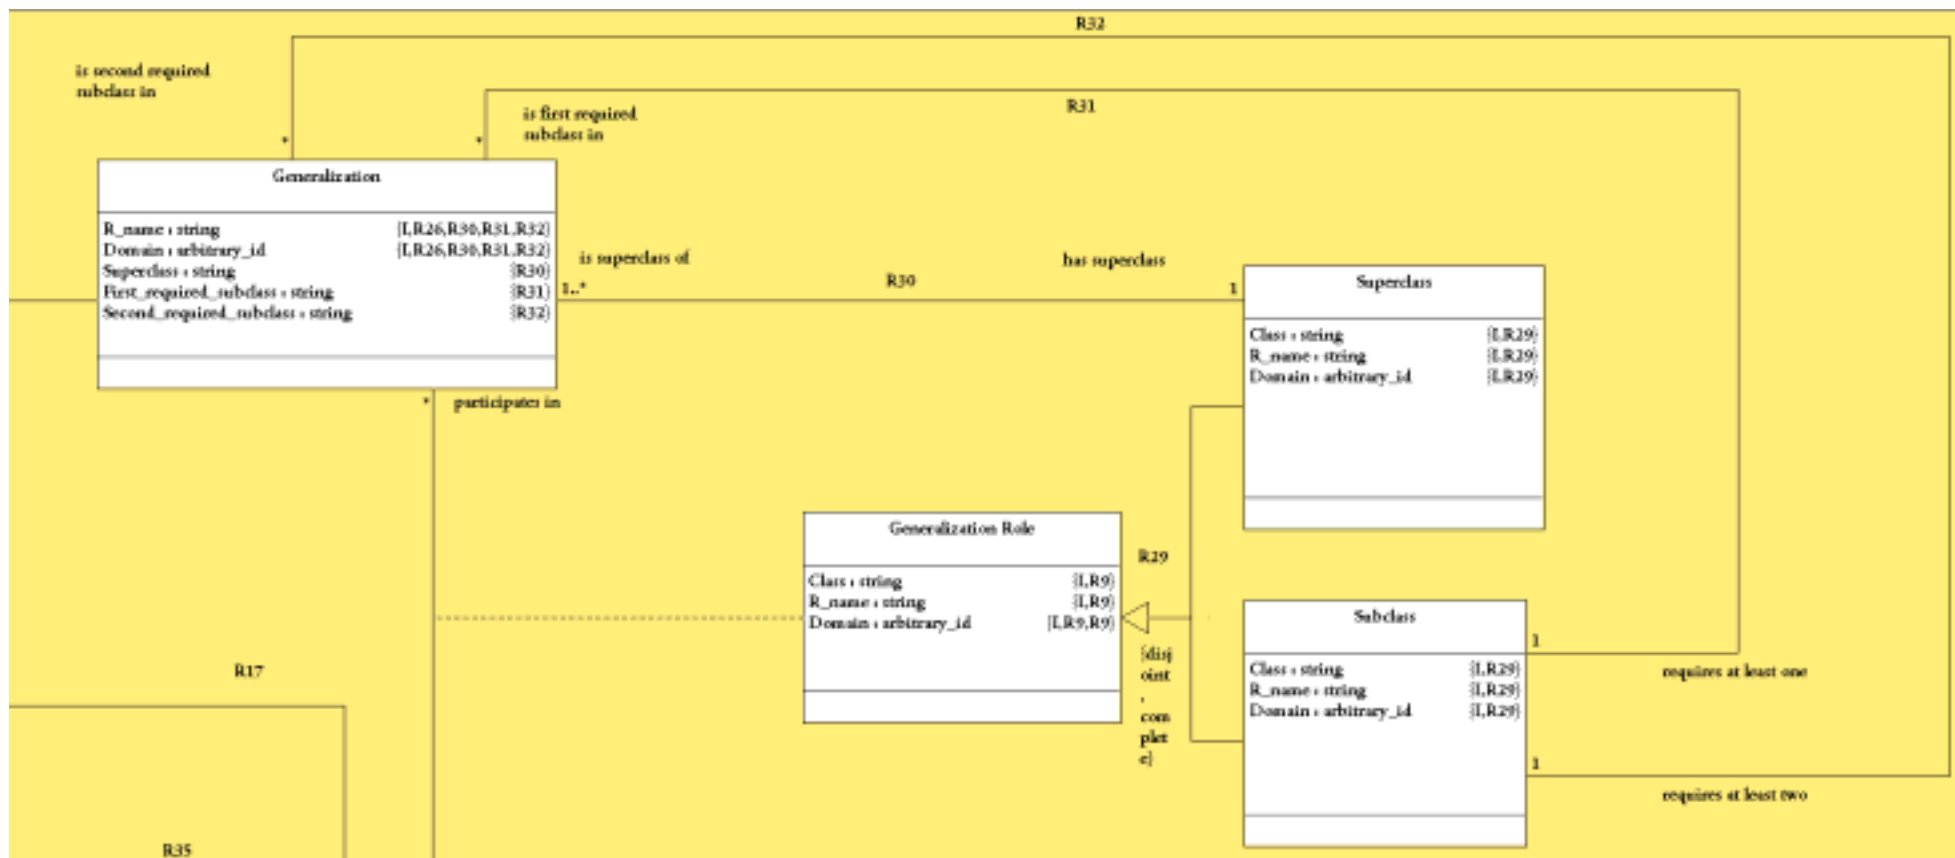 R32
is second required
subclass in
*
is first required
subclass in
*
R31
Generalization
R_name : string {I,R26,R30,R31,R32}
Domain : arbitrary_id {I,R26,R30,R31,R32}
Superclass : string {R30}
First_required_subclass : string {R31}
Second_required_subclass : string {R32}
is superclass of
1..*
R30
has superclass
1
Superclass
Class : string {I,R29}
R_name : string {I,R29}
Domain : arbitrary_id {I,R29}
*
participates in
Generalization Role
Class : string {I,R9}
R_name : string {I,R9}
Domain : arbitrary_id {I,R9,R9}
R29
{disj
oint
,
com
plet
e}
Subclass
Class : string {I,R29}
R_name : string {I,R29}
Domain : arbitrary_id {I,R29}
1
requires at least one
1
requires at least two
R17
R35